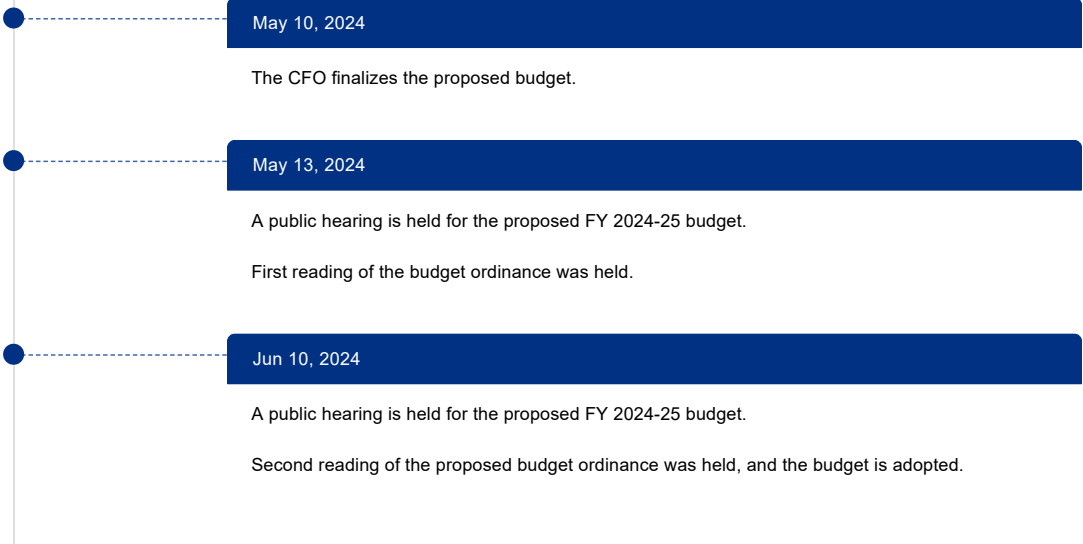 May 10, 2024
The CFO finalizes the proposed budget.
May 13, 2024
A public hearing is held for the proposed FY 2024-25 budget.
First reading of the budget ordinance was held.
Jun 10, 2024
A public hearing is held for the proposed FY 2024-25 budget.
Second reading of the proposed budget ordinance was held, and the budget is adopted.